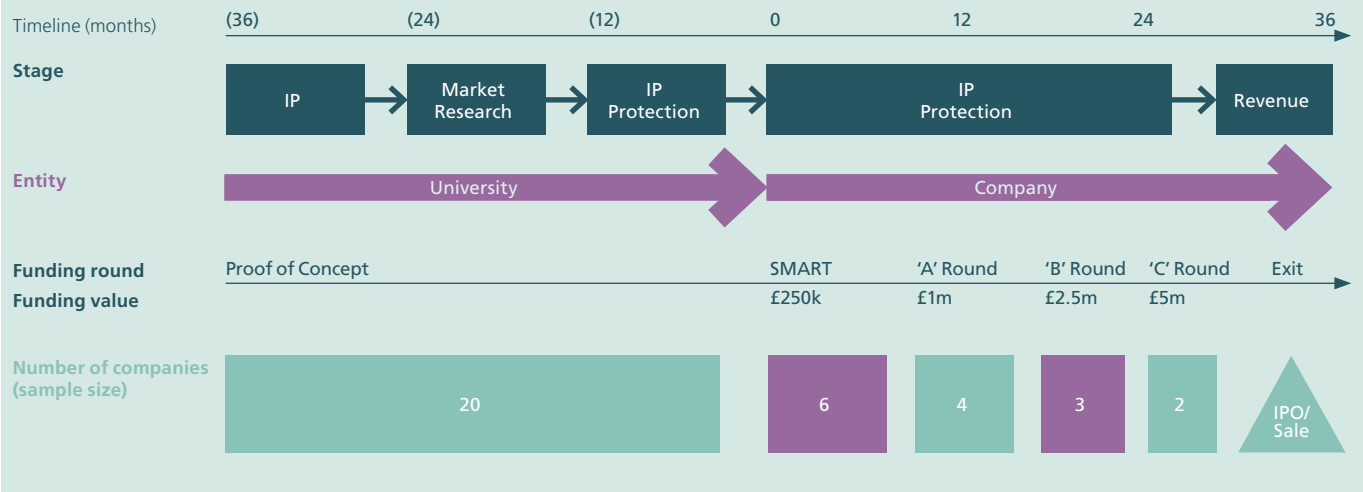 Timeline (months) (36) (24) (12) 0 12 24 36
Stage
IP
Market
Research
IP
Protection
IP
Protection
Revenue
Entity
University
Company
Funding round Proof of Concept SMART ‘A’ Round ‘B’ Round ‘C’ Round Exit
Funding value £250k £1m £2.5m £5m
Number of companies
(sample size)
20
6
4
3
2
IPO/
Sale